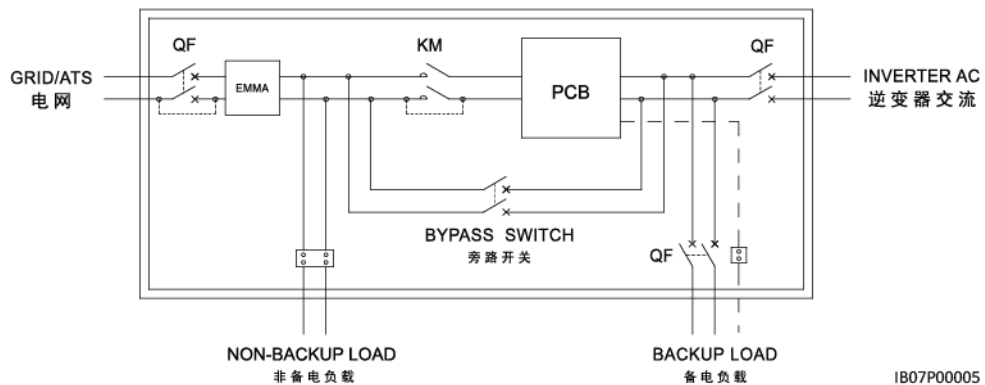 QF
KM
QF
GRID/ATS
电网
EMMA
PCB
INVERTER AC
逆变器交流
BYPASS SWITCH
旁路开关
QF
NON-BACKUP LOAD
非备电负载
BACKUP LOAD
备电负载
IB07P00005